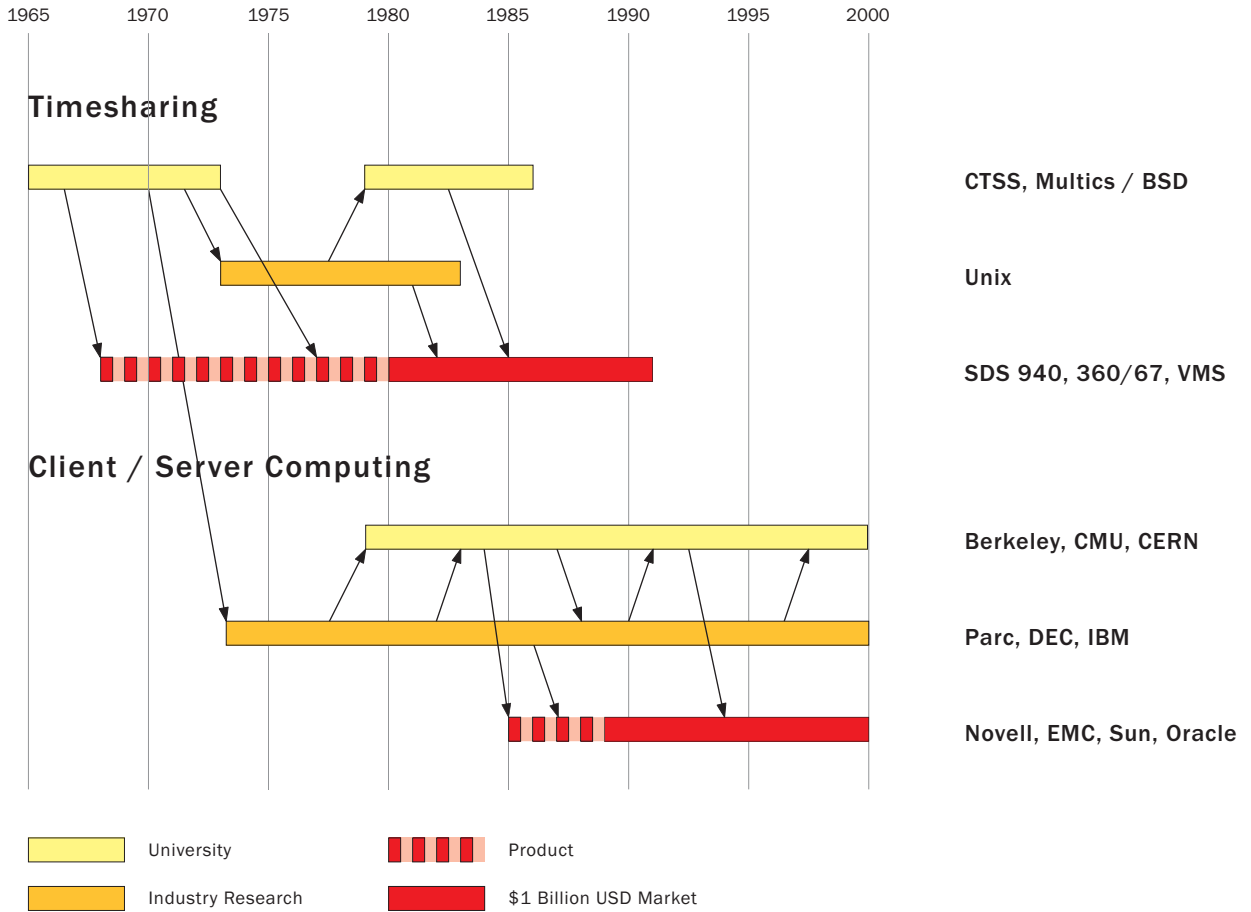 1965 1970 1975 1980 1985 1990 1995 2000
Timesharing
CTSS, Multics / BSD
Unix
SDS 940, 360/67, VMS
Client / Server Computing
Berkeley, CMU, CERN
Parc, DEC, IBM
Novell, EMC, Sun, Oracle
University Product
Industry Research $1 Billion USD Market